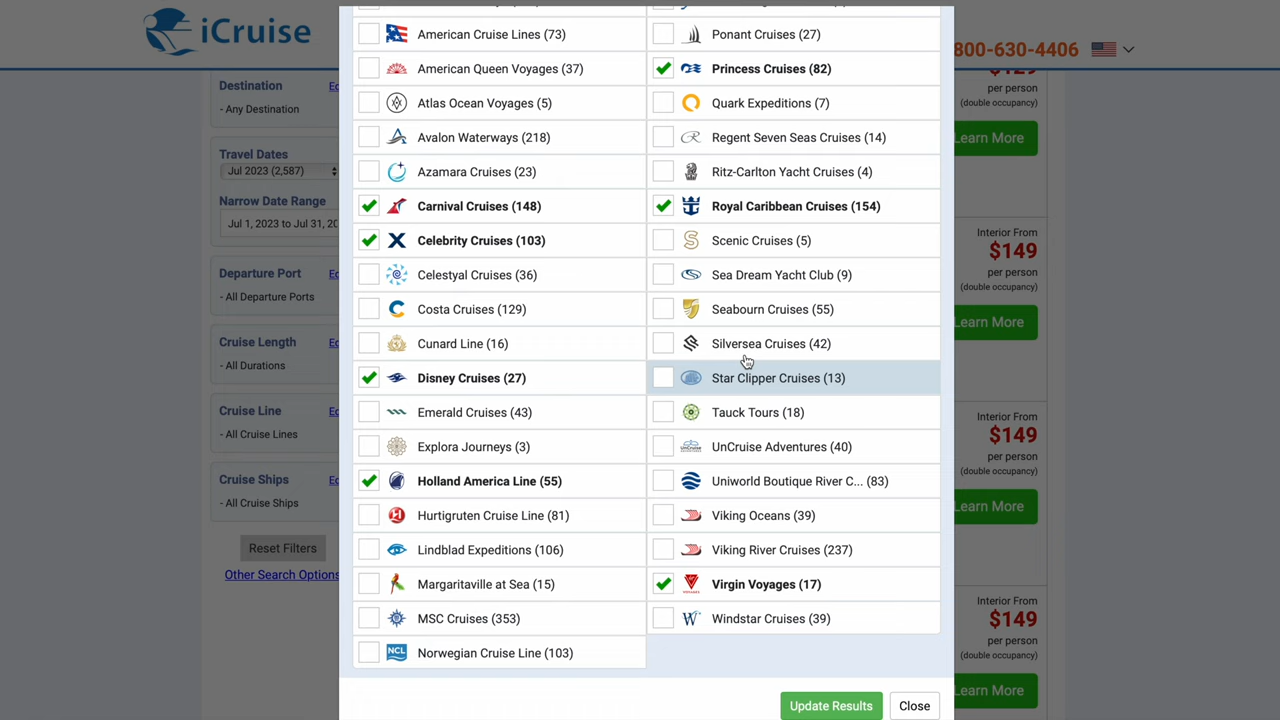 iCruise
800-630-4406
Destination
- Any Destination
Travel Dates
Jul 2023 (2,587)
Narrow Date Range
Jul 1, 2023 to Jul 31, 20
Departure Port
- All Departure Ports
Cruise Length
- All Durations
Cruise Line
- All Cruise Lines
Cruise Ships
- All Cruise Ships
Reset Filters
Other Search Options
American Cruise Lines (73)
American Queen Voyages (37)
Atlas Ocean Voyages (5)
Avalon Waterways (218)
Azamara Cruises (23)
Carnival Cruises (148)
Celebrity Cruises (103)
Celestyal Cruises (36)
Costa Cruises (129)
Cunard Line (16)
Disney Cruises (27)
Emerald Cruises (43)
Explora Journeys (3)
Holland America Line (55)
Hurtigruten Cruise Line (81)
Lindblad Expeditions (106)
Margaritaville at Sea (15)
MSC Cruises (353)
NCL Norwegian Cruise Line (103)
Ponant Cruises (27)
Princess Cruises (82)
Quark Expeditions (7)
Regent Seven Seas Cruises (14)
Ritz-Carlton Yacht Cruises (4)
Royal Caribbean Cruises (154)
Scenic Cruises (5)
Sea Dream Yacht Club (9)
Seabourn Cruises (55)
Silversea Cruises (42)
Star Clipper Cruises (13)
Tauck Tours (18)
UnCruise Adventures (40)
Uniworld Boutique River C... (83)
Viking Oceans (39)
Viking River Cruises (237)
Virgin Voyages (17)
Windstar Cruises (39)
Update Results
Close
$129
per person
(double occupancy)
Learn More
Interior From
$149
per person
(double occupancy)
Learn More
Interior From
$149
per person
(double occupancy)
Learn More
Interior From
$149
per person
(double occupancy)
Learn More